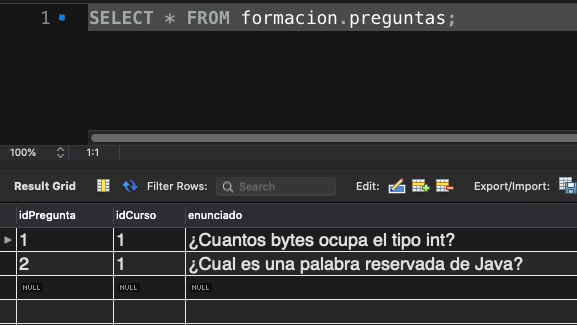 1 SELECT * FROM formacion.preguntas;
100% 1:1
Result Grid Filter Rows: Search Edit: Export/Import:
idPregunta idCurso enunciado
1 1 ¿Cuantos bytes ocupa el tipo int?
2 1 ¿Cual es una palabra reservada de Java?
NULL NULL NULL